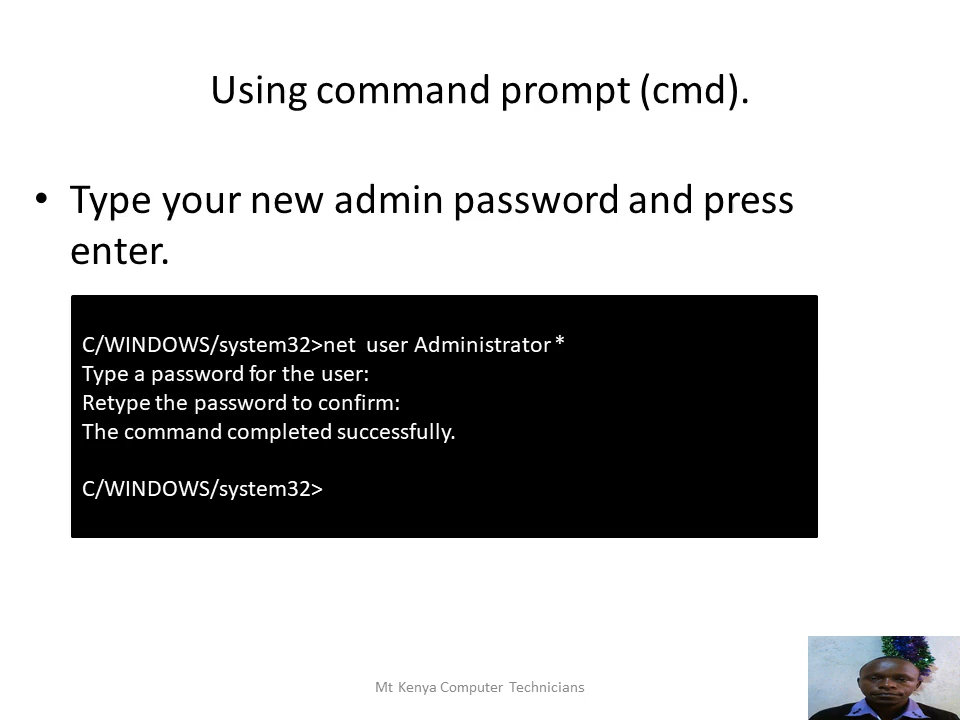 Using command prompt (cmd).
• Type your new admin password and press
enter.
C/WINDOWS/system32>net  user Administrator *
Type a password for the user:
Retype the password to confirm:
The command completed successfully.
C/WINDOWS/system32>
Mt Kenya Computer Technicians